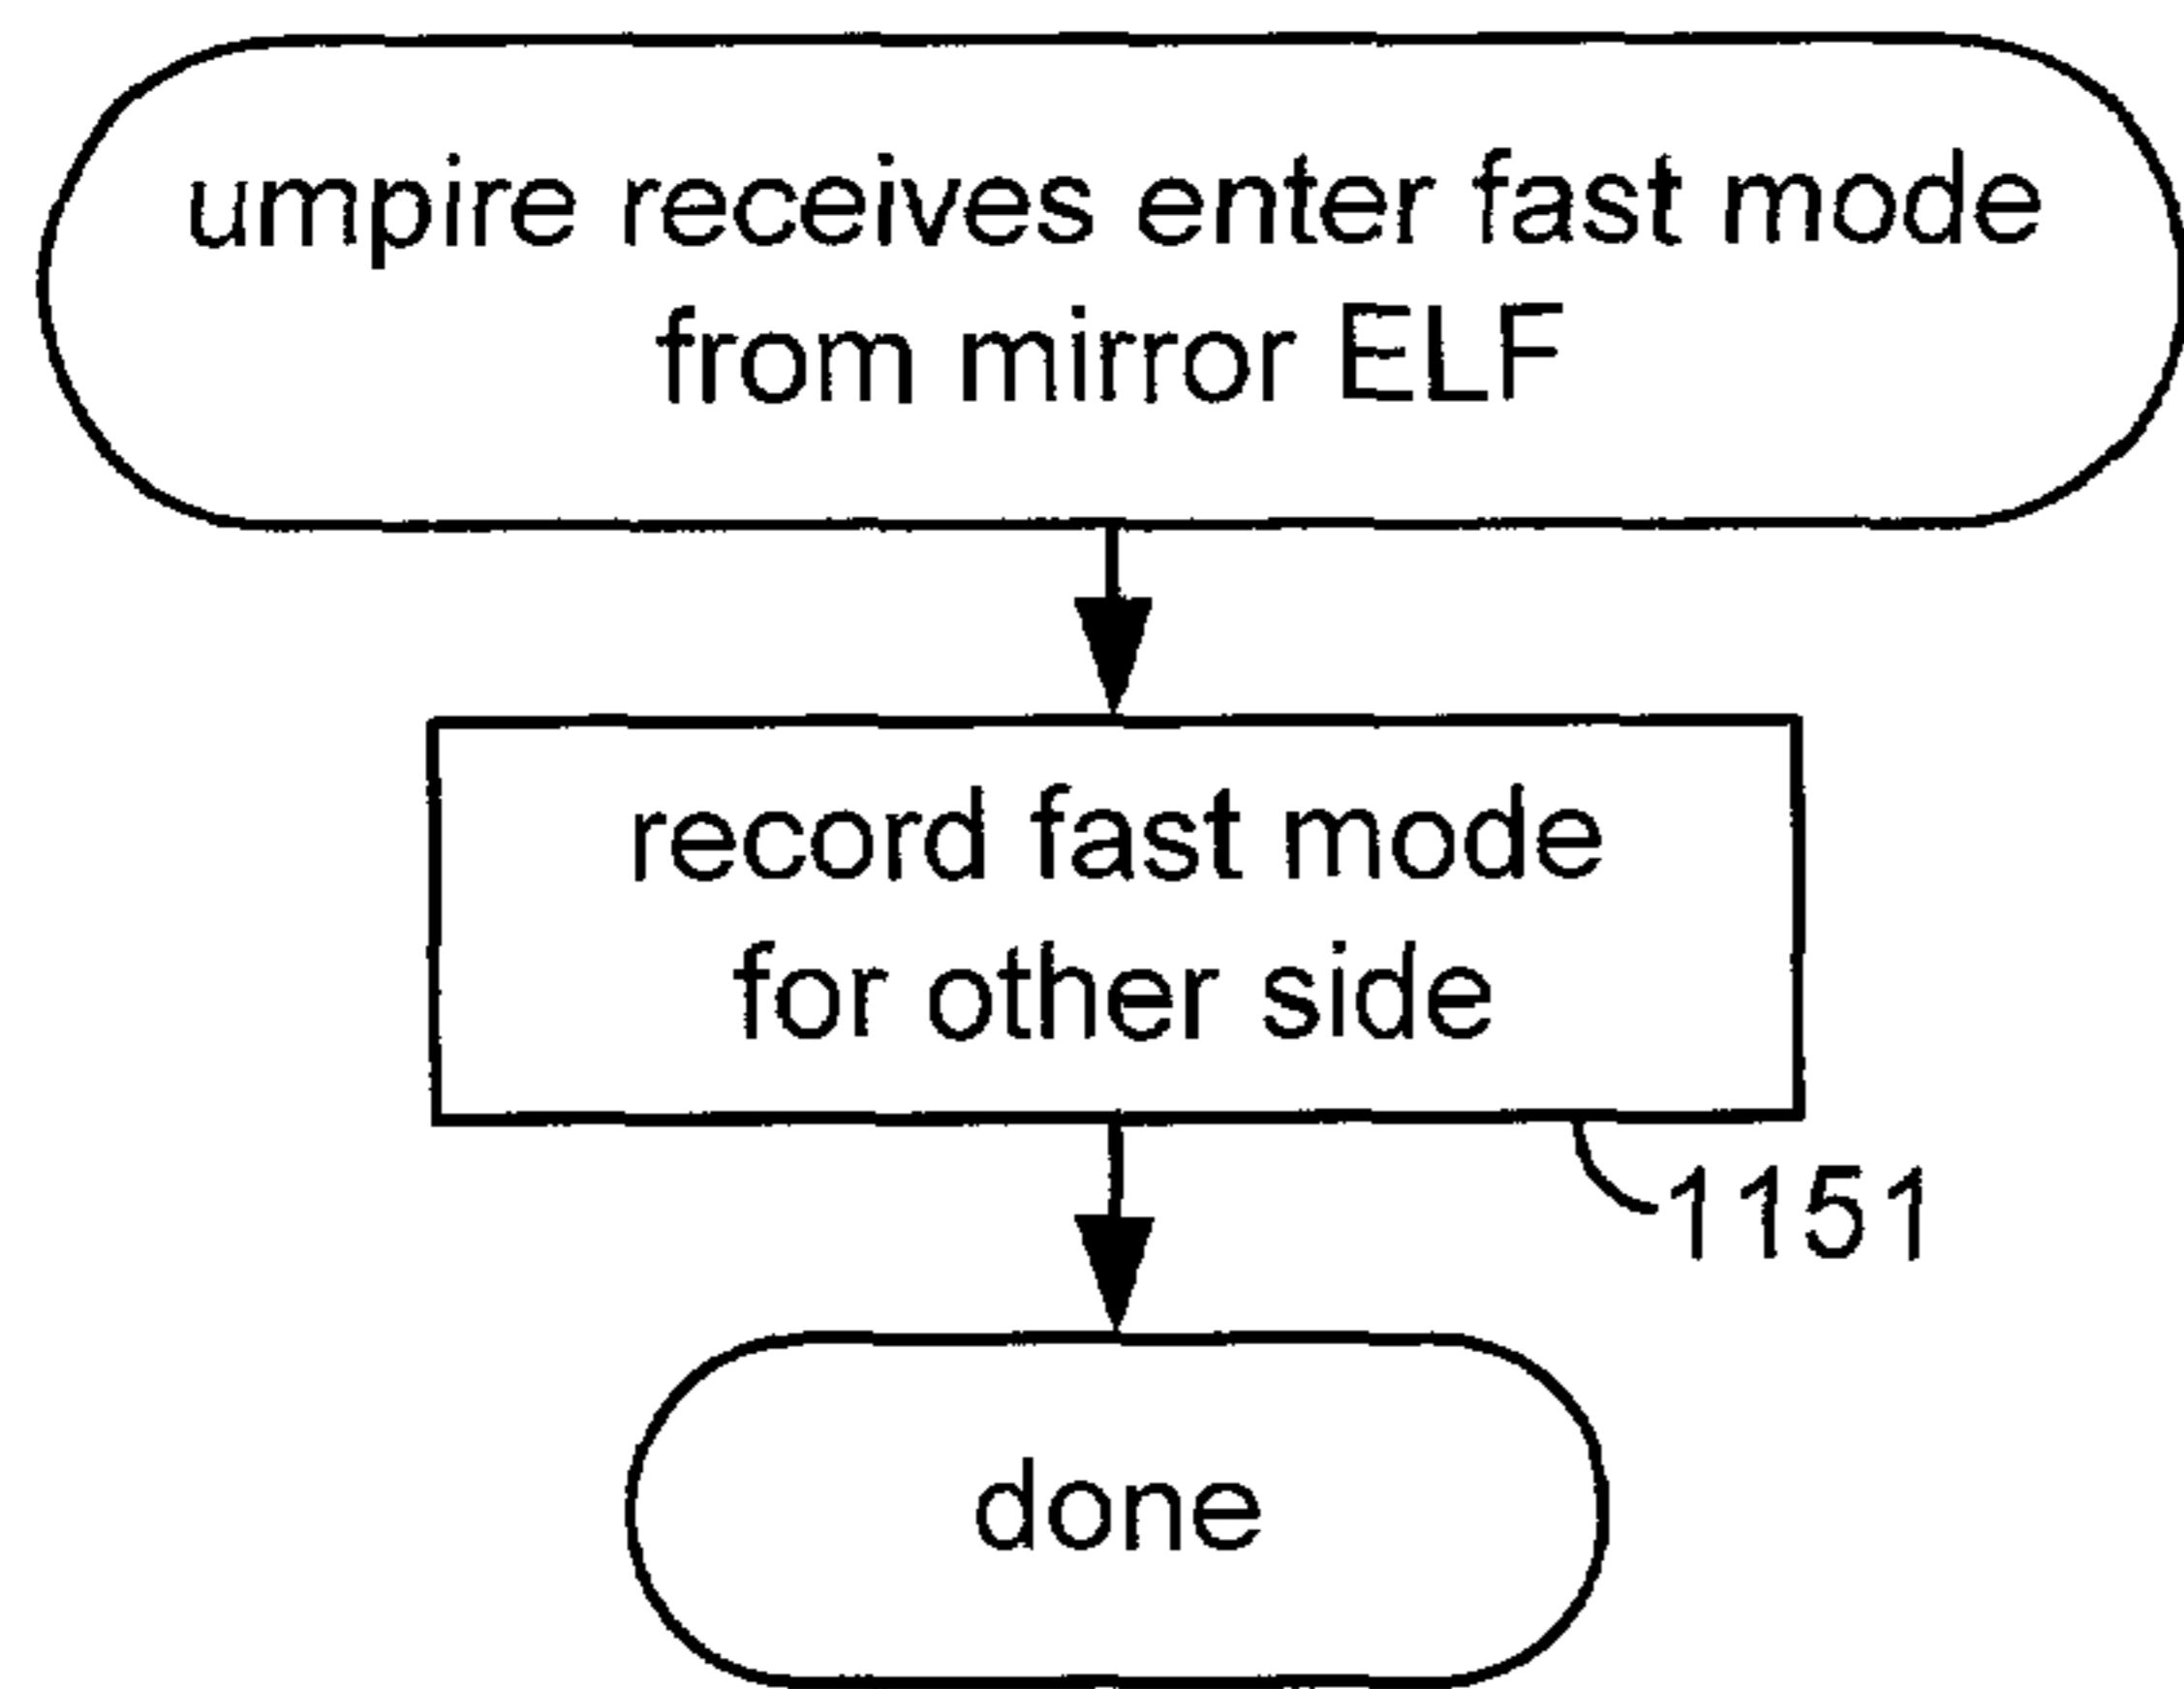 umpire receives enter fast mode
from mirror ELF
record fast mode
for other side
1151
done